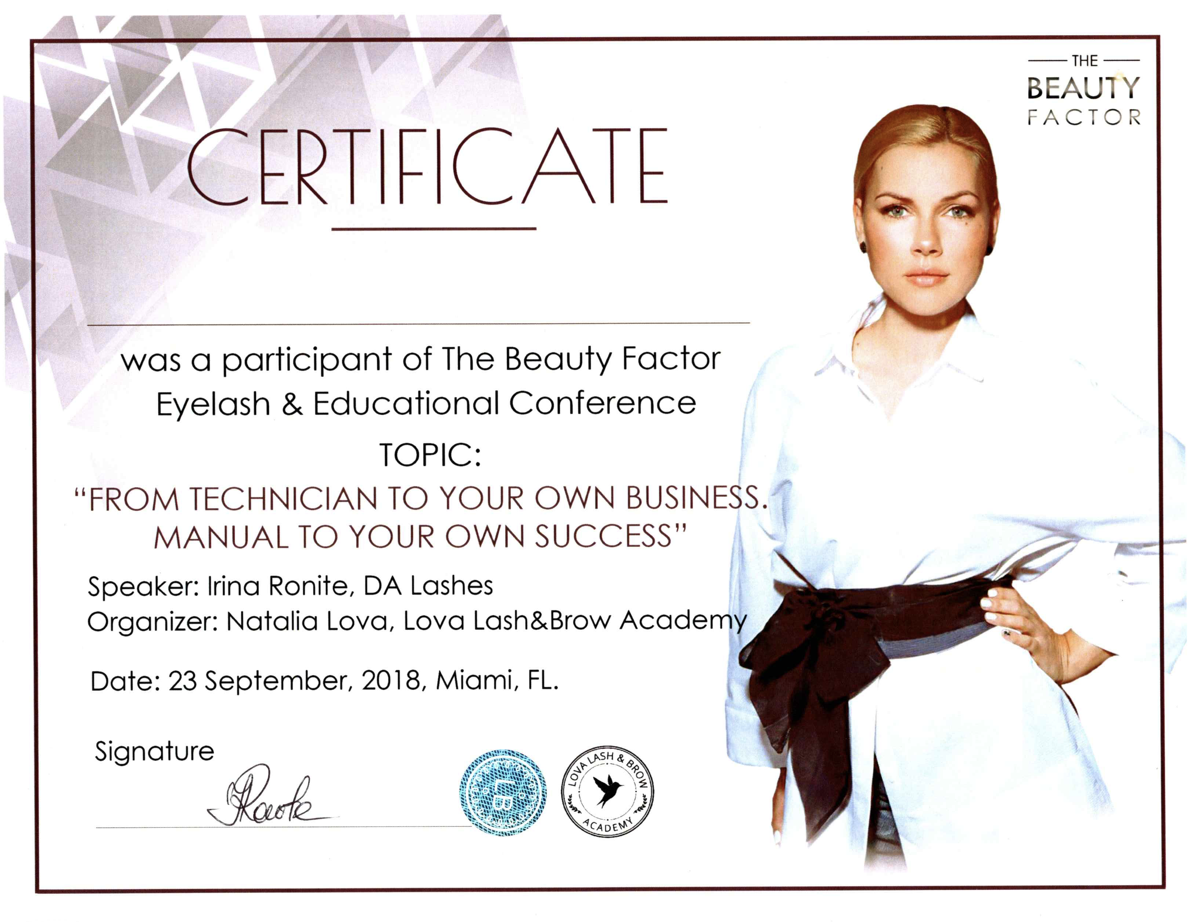 THE
BEAUTY
FACTOR
CERTIFICATE
was a participant of The Beauty Factor
Eyelash & Educational Conference
TOPIC:
“FROM TECHNICIAN TO YOUR OWN BUSINESS.
MANUAL TO YOUR OWN SUCCESS”
Speaker: Irina Ronite, DA Lashes
Organizer: Natalia Lova, Lova Lash&Brow Academy
Date: 23 September, 2018, Miami, FL.
Signature
LOVA LASH & BROW
ACADEMY